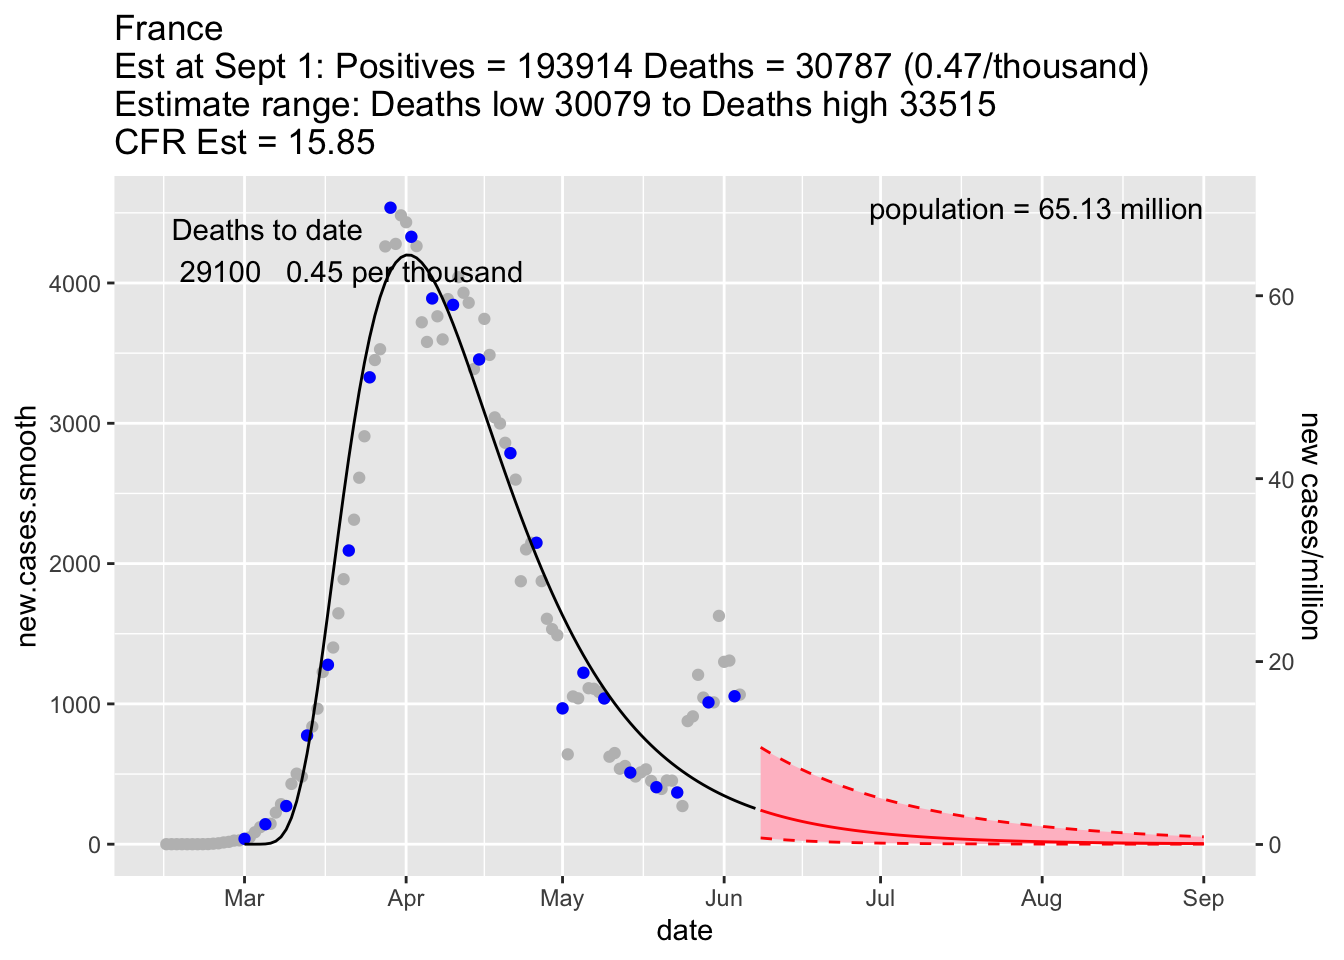 France
Est at Sept 1: Positives = 193914 Deaths = 30787 (0.47/thousand)
Estimate range: Deaths low 30079 to Deaths high 33515
CFR Est = 15.85
population = 65.13 million
Deaths to date
29100 0.45 per thousand
4000
3000
2000
1000
0
new.cases.smooth
60
40
20
0
new cases/million
Mar Apr May Jun Jul Aug Sep
date